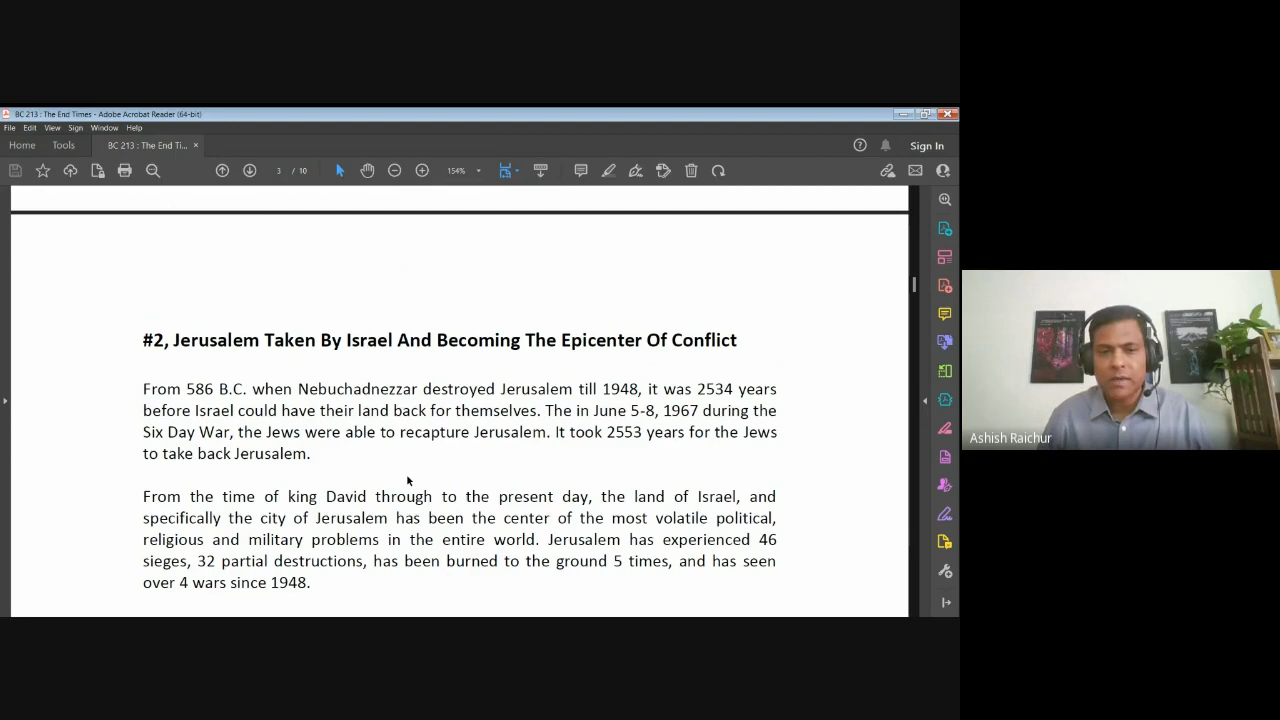 BC 213 : The End Times - Adobe Acrobat Reader (64-bit)
File Edit View Sign Window Help
Home Tools BC 213 : The End Ti... × Sign In
3 / 10 154%
#2, Jerusalem Taken By Israel And Becoming The Epicenter Of Conflict
From 586 B.C. when Nebuchadnezzar destroyed Jerusalem till 1948, it was 2534 years
before Israel could have their land back for themselves. The in June 5-8, 1967 during the
Six Day War, the Jews were able to recapture Jerusalem. It took 2553 years for the Jews
to take back Jerusalem.
From the time of king David through to the present day, the land of Israel, and
specifically the city of Jerusalem has been the center of the most volatile political,
religious and military problems in the entire world. Jerusalem has experienced 46
sieges, 32 partial destructions, has been burned to the ground 5 times, and has seen
over 4 wars since 1948.
Ashish Raichur